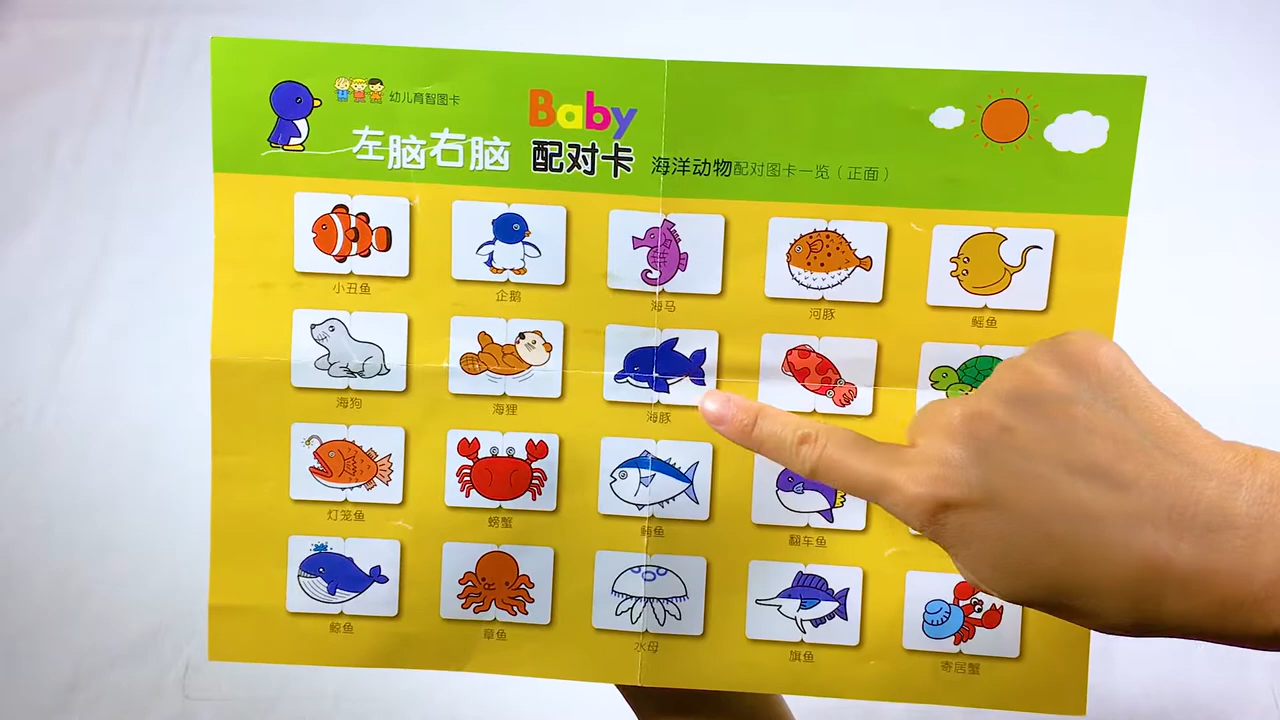 幼儿育智图卡
Baby
左脑右脑 配对卡 海洋动物配对图卡一览（正面）
小丑鱼 企鹅 海马 河豚 鳐鱼
海狗 海狸 海豚
灯笼鱼 螃蟹 鲔鱼 翻车鱼
鲸鱼 章鱼 水母 旗鱼 寄居蟹